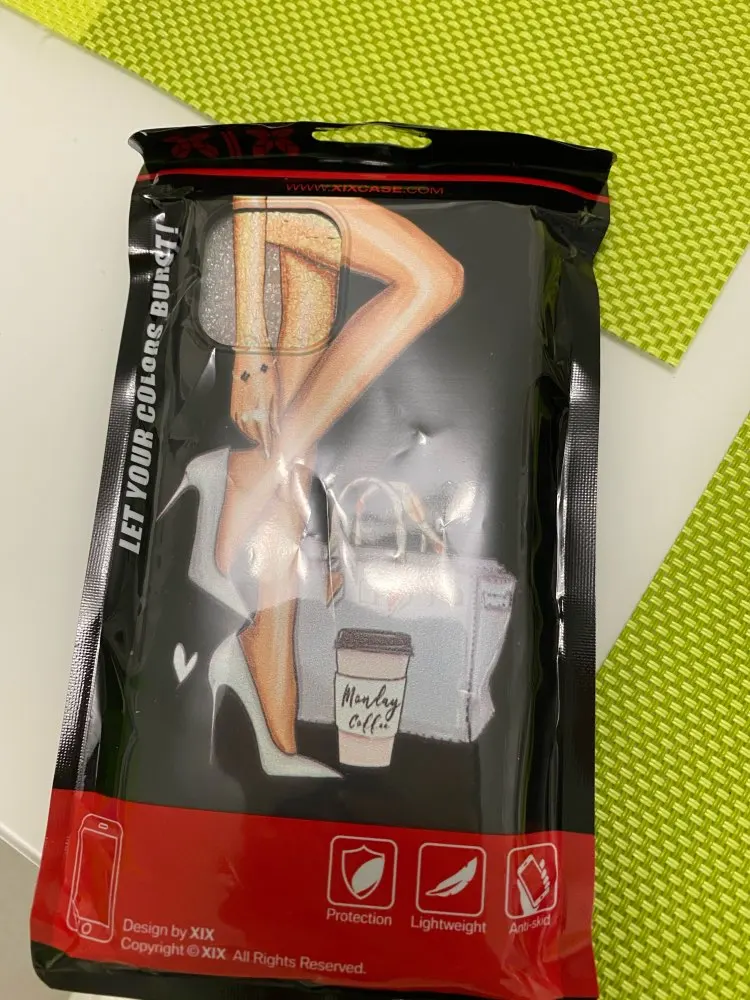 XIX
WWW.XIXCASE.COM
LET YOUR COLORS BURST!
Monday
Coffee
Protection
Lightweight
Anti-skid
Design by XIX
Copyright © XIX All Rights Reserved.